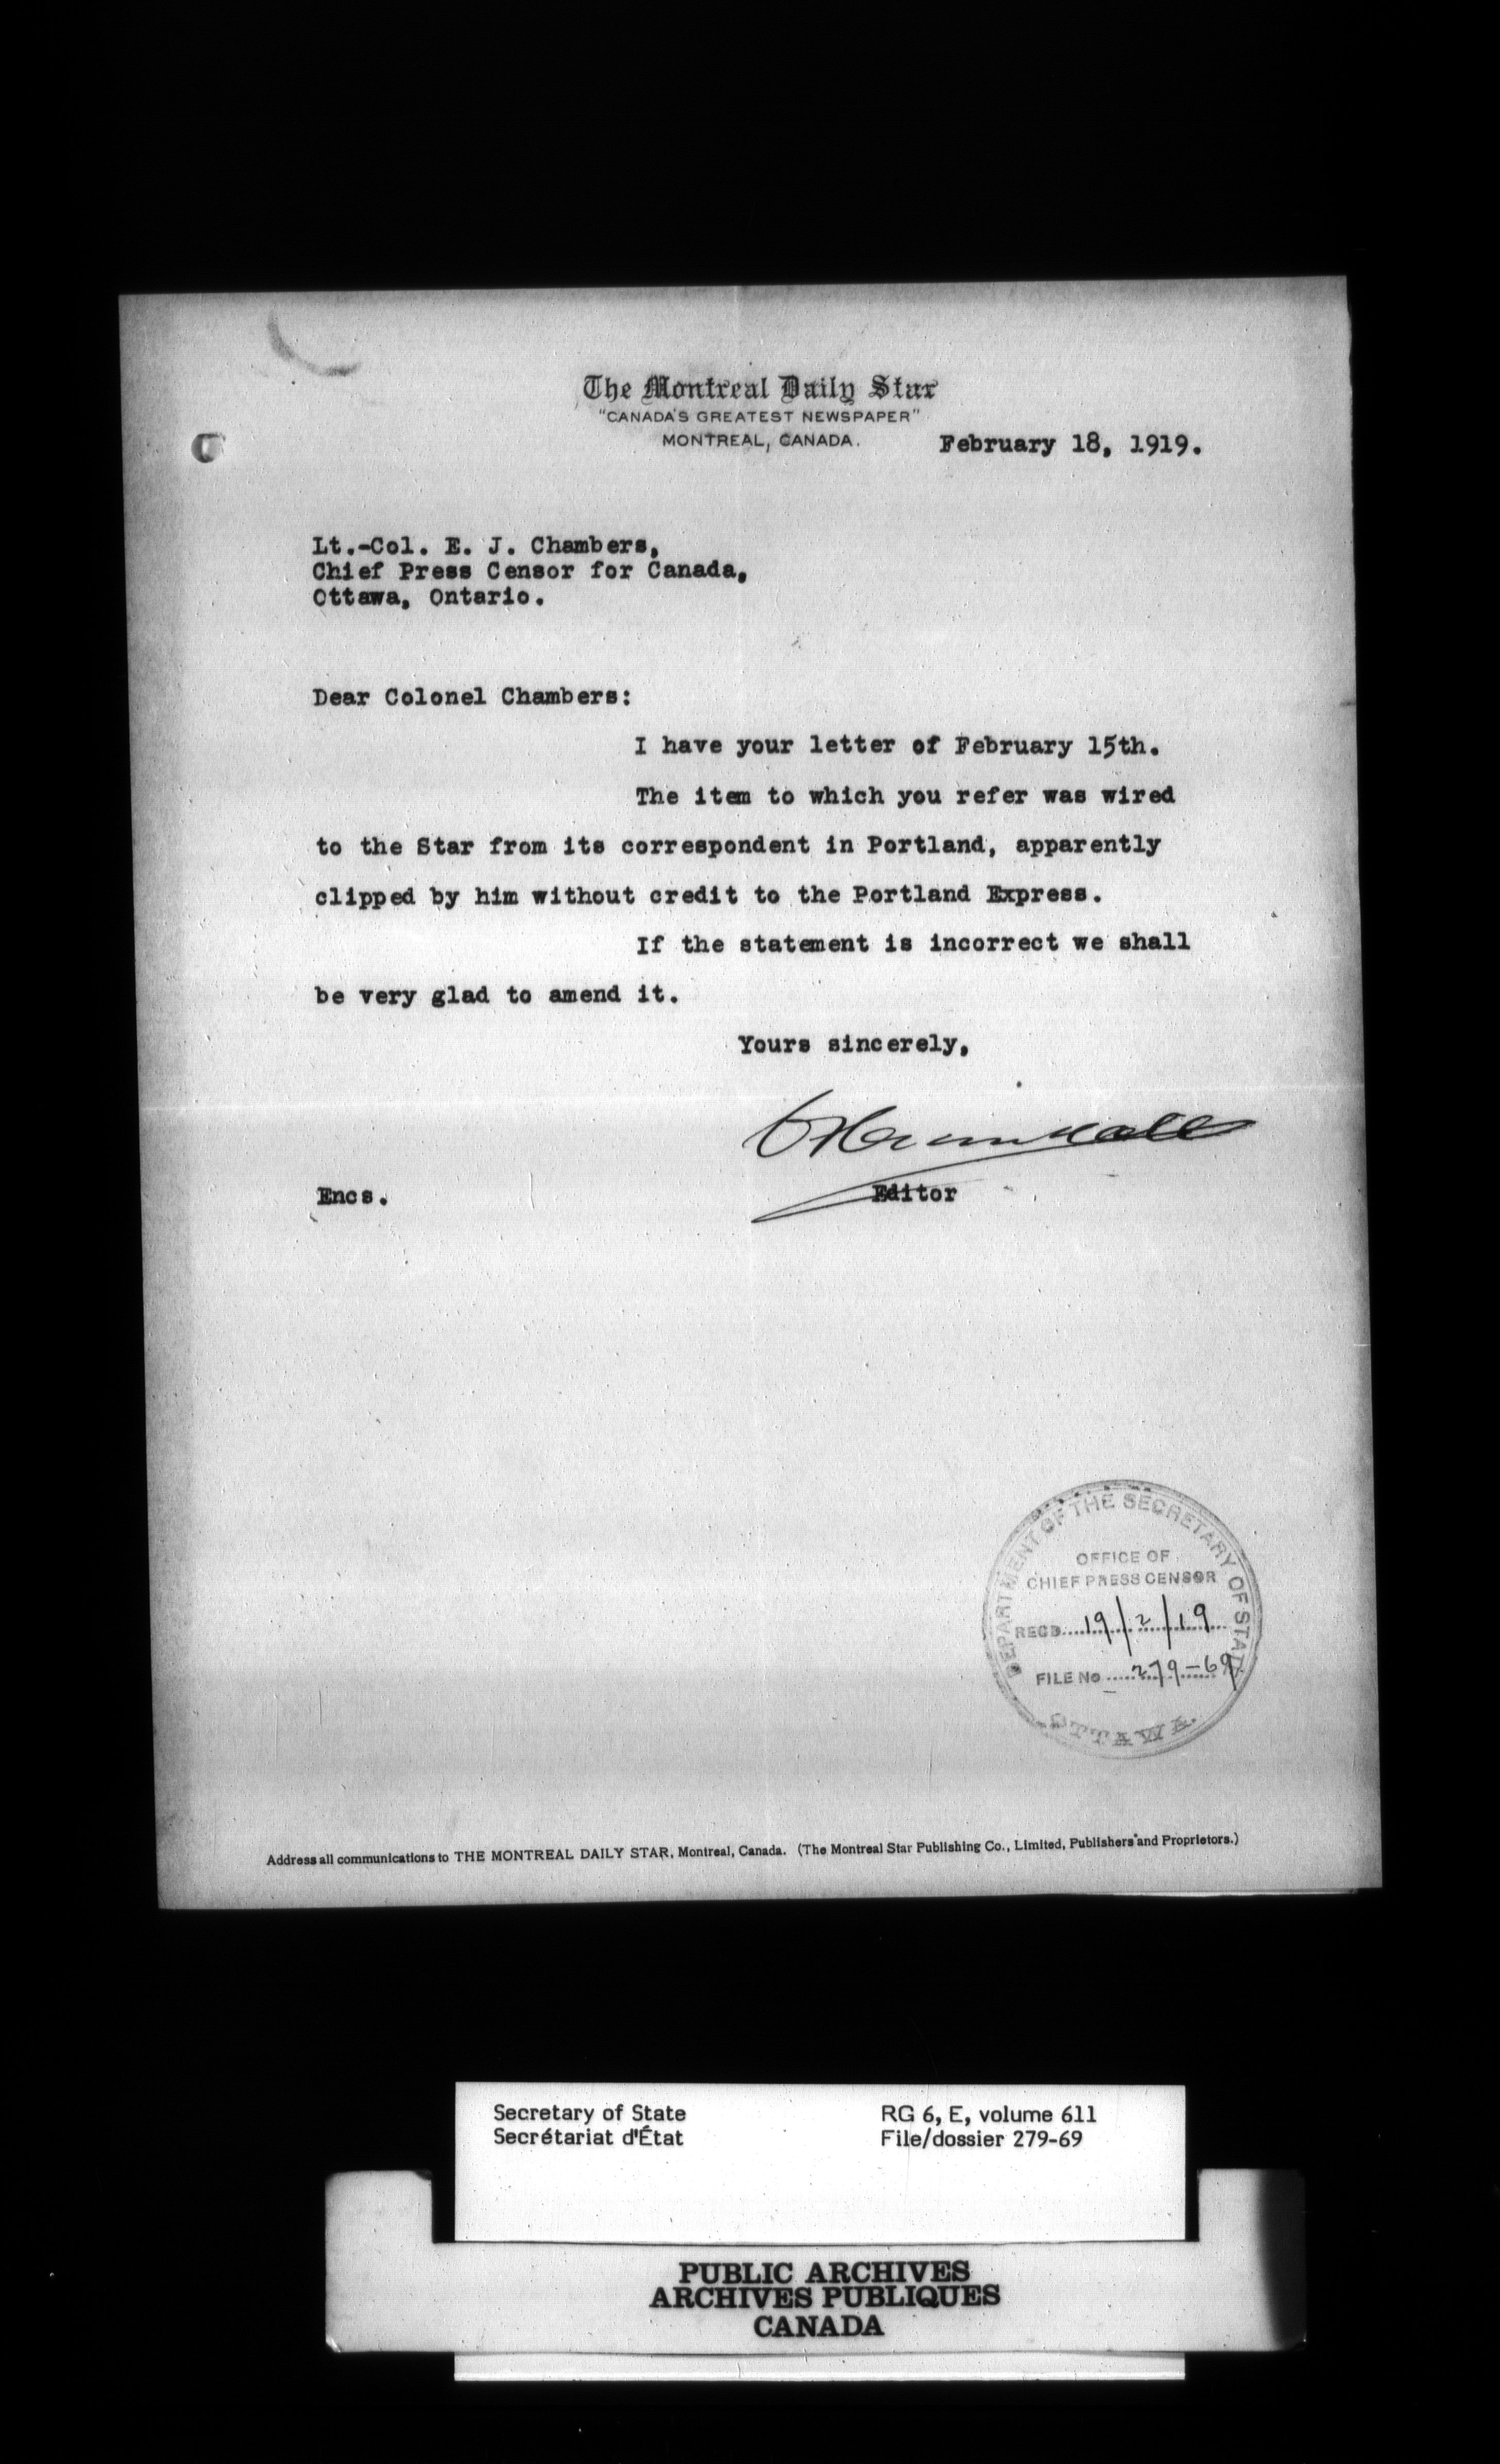 The Montreal Daily Star
"CANADA'S GREATEST NEWSPAPER"
MONTREAL, CANADA.
February 18, 1919.
Lt.-Col. E. J. Chambers,
Chief Press Censor for Canada,
Ottawa, Ontario.
Dear Colonel Chambers:
I have your letter of February 15th.
The item to which you refer was wired
to the Star from its correspondent in Portland, apparently
clipped by him without credit to the Portland Express.
If the statement is incorrect we shall
be very glad to amend it.
Yours sincerely,
Encs.
Editor
DEPARTMENT OF THE SECRETARY OF STATE
OFFICE OF
CHIEF PRESS CENSOR
REC'D. 19/2/19
FILE No 279-69
OTTAWA.
Address all communications to THE MONTREAL DAILY STAR, Montreal, Canada. (The Montreal Star Publishing Co., Limited, Publishers and Proprietors.)
Secretary of State
Secrétariat d'État
RG 6, E, volume 611
File/dossier 279-69
PUBLIC ARCHIVES
ARCHIVES PUBLIQUES
CANADA